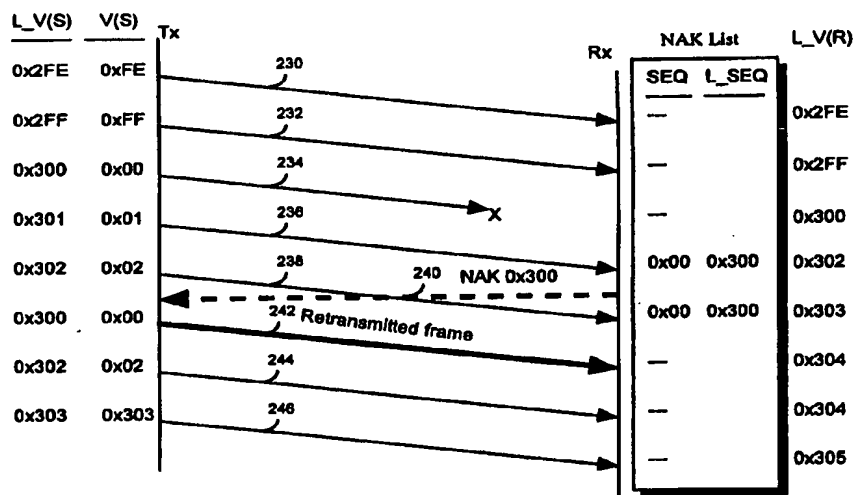 L_V(S) V(S) Tx Rx NAK List L_V(R)
SEQ L_SEQ
0x2FE 0xFE 230 — 0x2FE
0x2FF 0xFF 232 — 0x2FF
0x300 0x00 234 X — 0x300
0x301 0x01 236 0x00 0x300 0x302
0x302 0x02 238 240 NAK 0x300 0x00 0x300 0x303
0x300 0x00 242 Retransmitted frame — 0x304
0x302 0x02 244 — 0x304
0x303 0x303 246 — 0x305